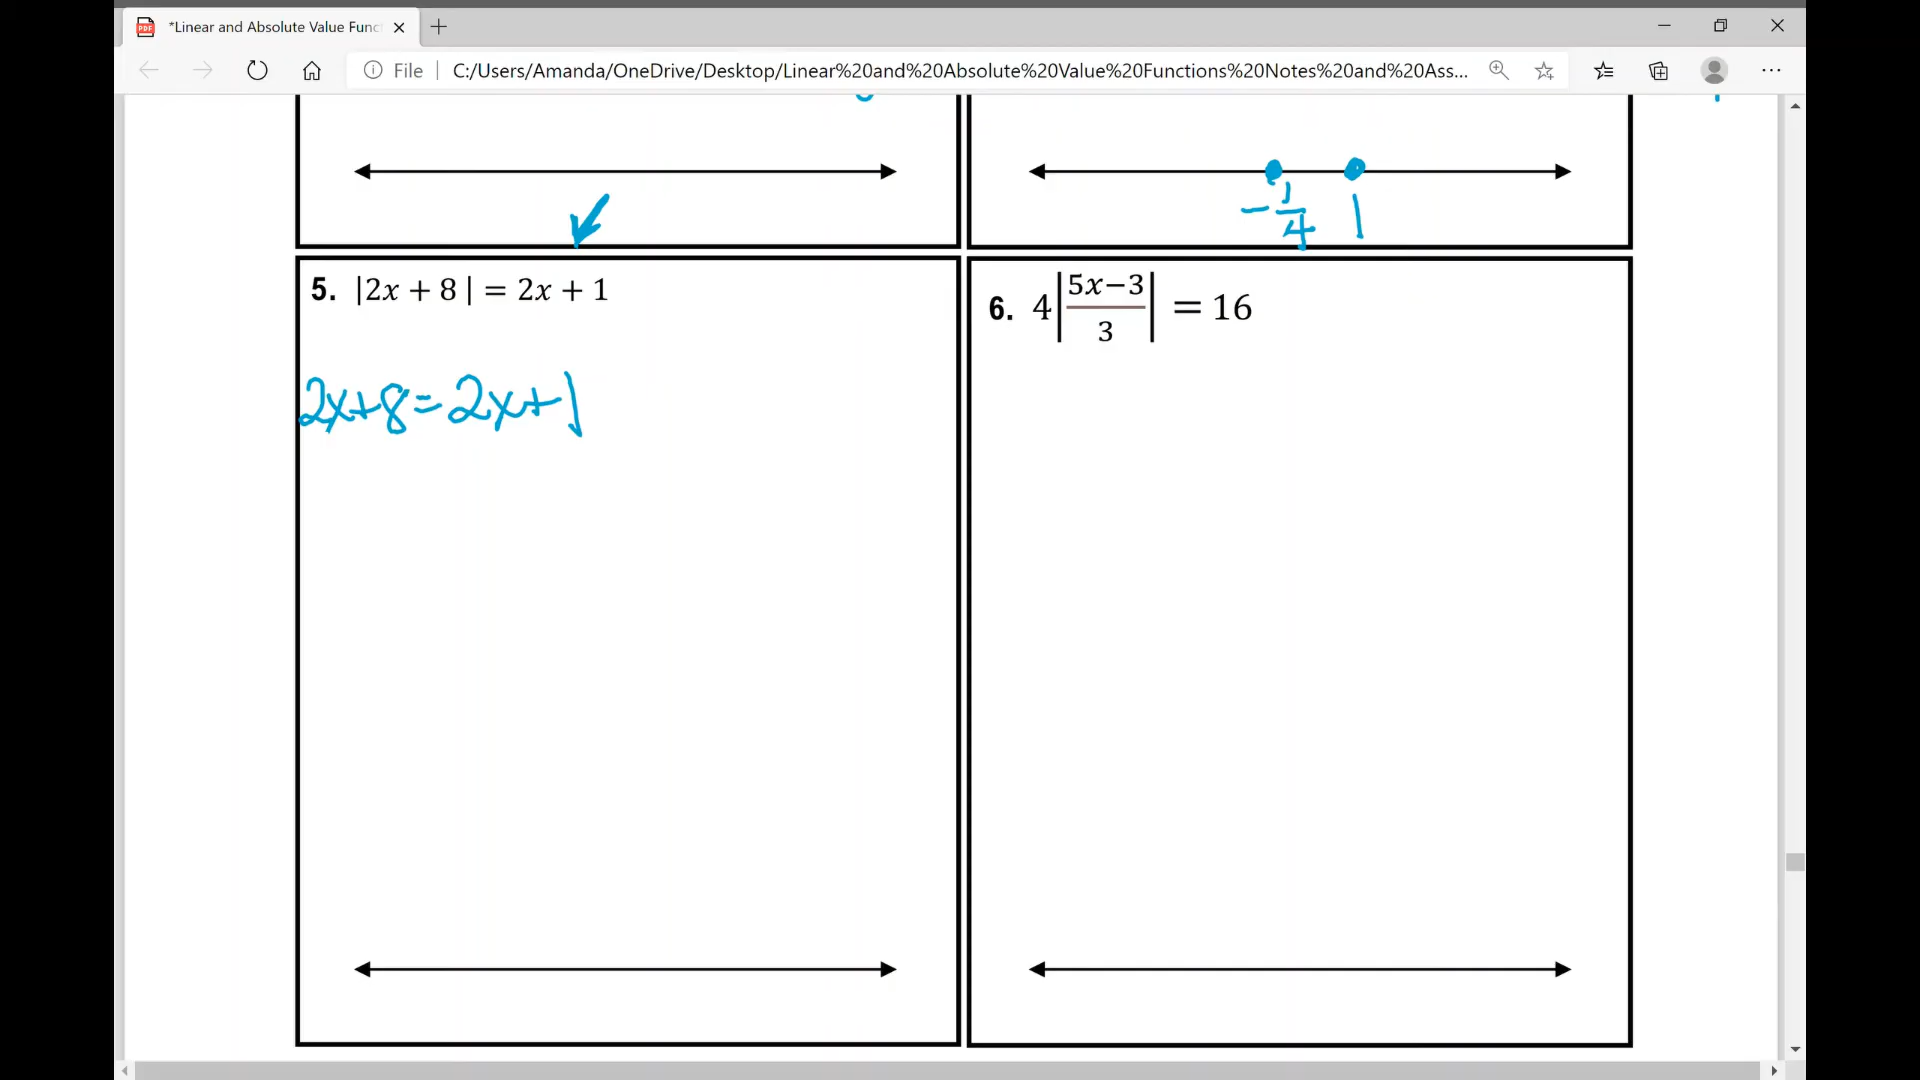 *Linear and Absolute Value Func
File
C:/Users/Amanda/OneDrive/Desktop/Linear%20and%20Absolute%20Value%20Functions%20Notes%20and%20Ass...
-1/4 1
5. |2x + 8| = 2x + 1
2x+8=2x+1
6. 4|(5x−3)/3| = 16